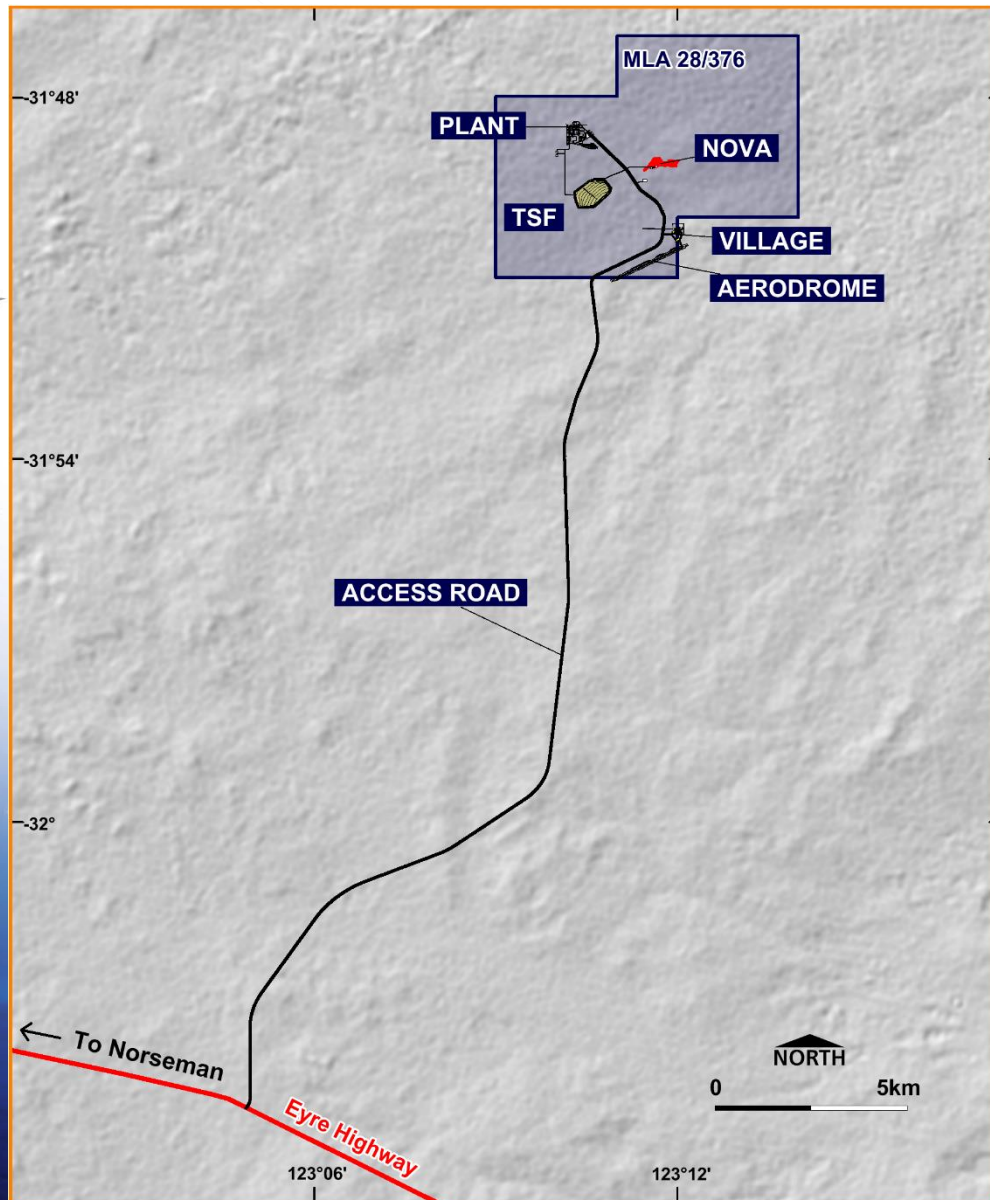 MLA 28/376
-31°48'
PLANT
NOVA
TSF
VILLAGE
AERODROME
-31°54'
ACCESS ROAD
-32°
To Norseman
NORTH
0 5km
Eyre Highway
123°06' 123°12'